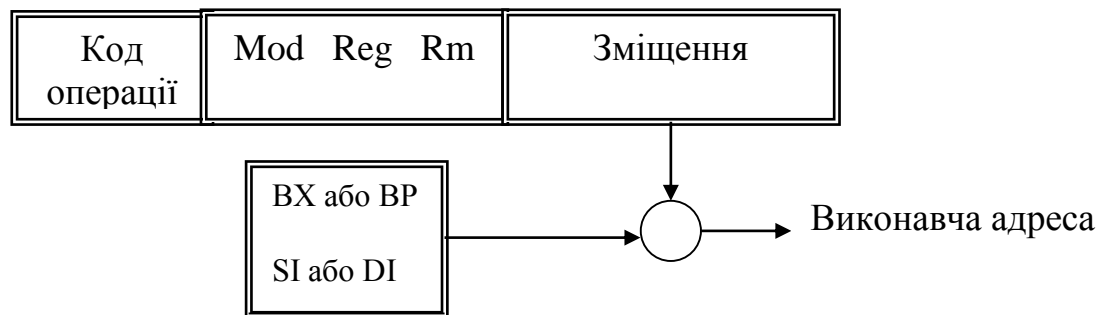 Код
операції
Mod Reg Rm
Зміщення
BX або BP
SI або DI
Виконавча адреса